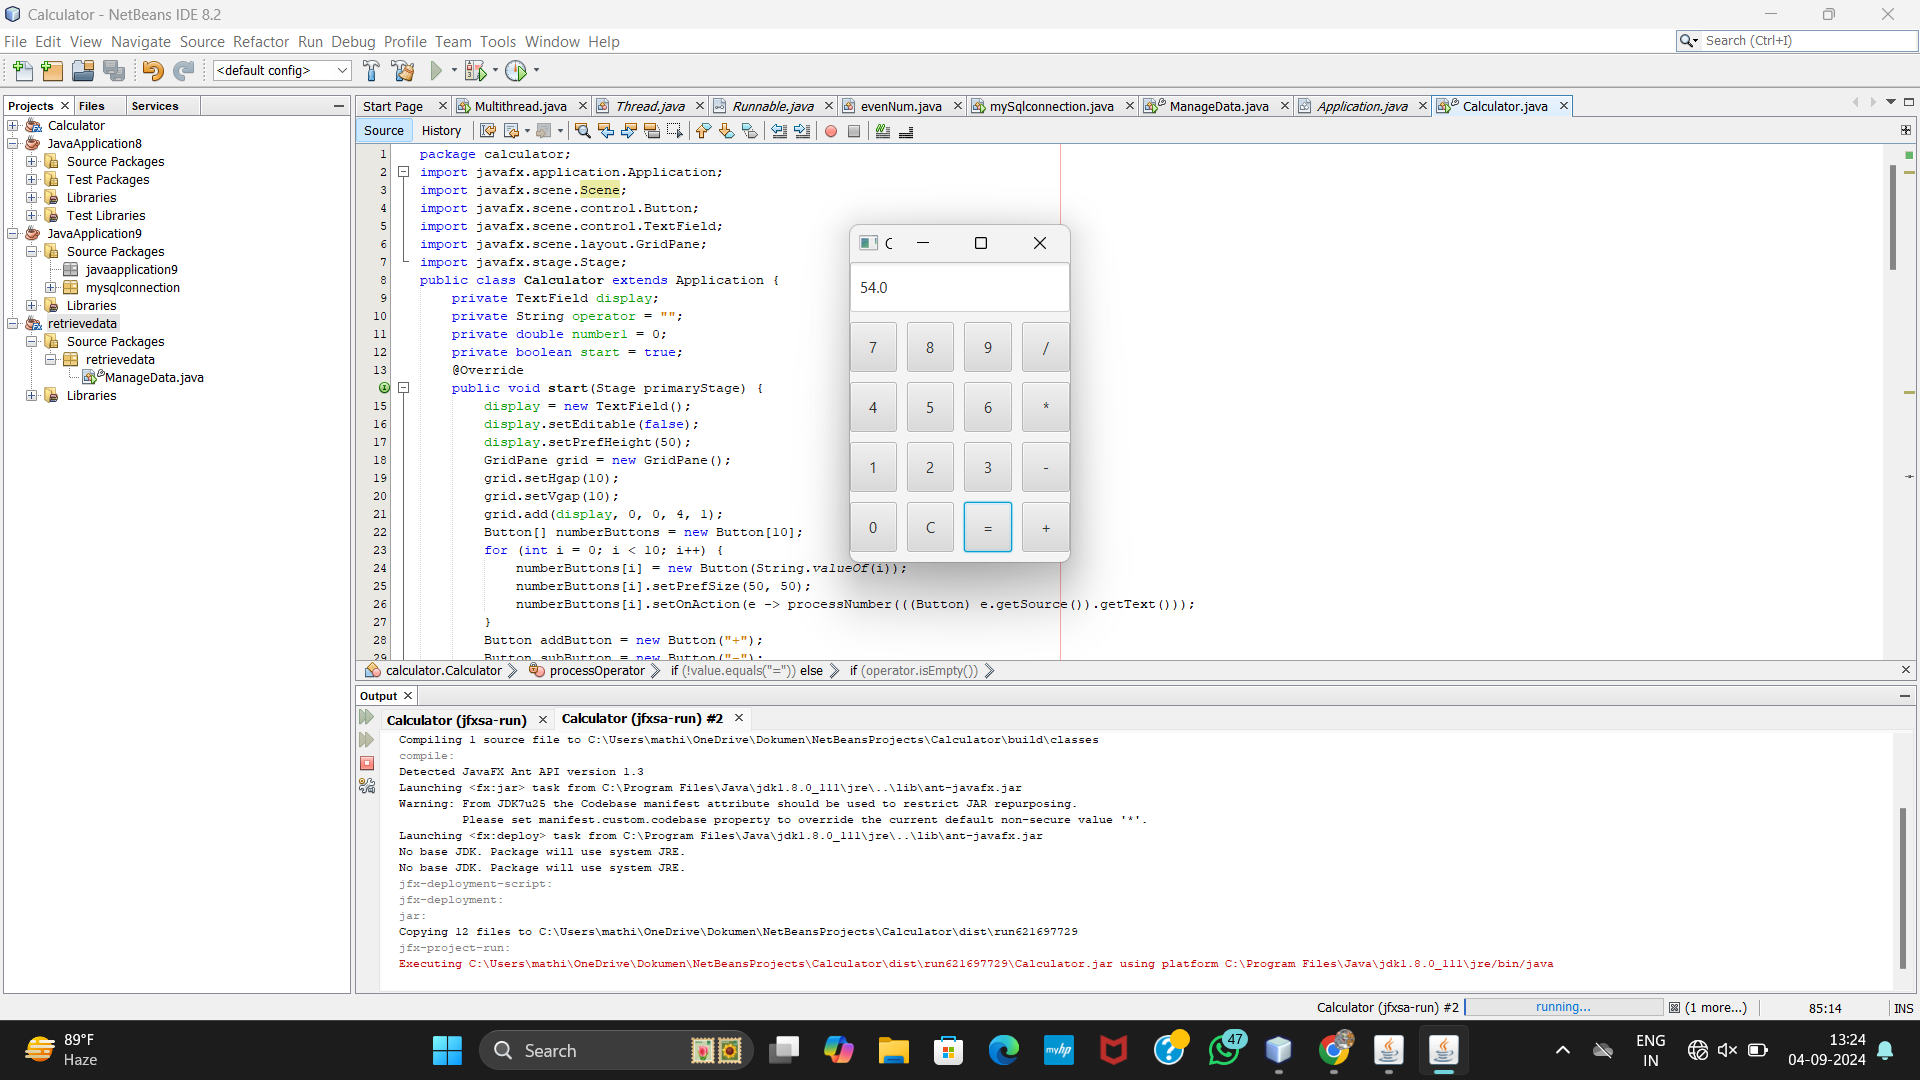 Calculator - NetBeans IDE 8.2
File Edit View Navigate Source Refactor Run Debug Profile Team Tools Window Help
Search (Ctrl+I)
<default config>
Projects Files Services
Calculator
JavaApplication8
Source Packages
Test Packages
Libraries
Test Libraries
JavaApplication9
Source Packages
javaapplication9
mysqlconnection
Libraries
retrievedata
Source Packages
retrievedata
ManageData.java
Libraries
Start Page Multithread.java Thread.java Runnable.java evenNum.java mySqlconnection.java ManageData.java Application.java Calculator.java
Source History
1 package calculator;
2 import javafx.application.Application;
3 import javafx.scene.Scene;
4 import javafx.scene.control.Button;
5 import javafx.scene.control.TextField;
6 import javafx.scene.layout.GridPane;
7 import javafx.stage.Stage;
8 public class Calculator extends Application {
9 private TextField display;
10 private String operator = "";
11 private double number1 = 0;
12 private boolean start = true;
13 @Override
public void start(Stage primaryStage) {
15 display = new TextField();
16 display.setEditable(false);
17 display.setPrefHeight(50);
18 GridPane grid = new GridPane();
19 grid.setHgap(10);
20 grid.setVgap(10);
21 grid.add(display, 0, 0, 4, 1);
22 Button[] numberButtons = new Button[10];
23 for (int i = 0; i < 10; i++) {
24 numberButtons[i] = new Button(String.valueOf(i));
25 numberButtons[i].setPrefSize(50, 50);
26 numberButtons[i].setOnAction(e -> processNumber(((Button) e.getSource()).getText()));
27 }
28 Button addButton = new Button("+");
29 Button subButton = new Button("-");
C
54.0
7 8 9 /
4 5 6 *
1 2 3 -
0 C = +
calculator.Calculator processOperator if (!value.equals("=")) else if (operator.isEmpty())
Output
Calculator (jfxsa-run) Calculator (jfxsa-run) #2
Compiling 1 source file to C:\Users\mathi\OneDrive\Dokumen\NetBeansProjects\Calculator\build\classes
compile:
Detected JavaFX Ant API version 1.3
Launching <fx:jar> task from C:\Program Files\Java\jdk1.8.0_111\jre\..\lib\ant-javafx.jar
Warning: From JDK7u25 the Codebase manifest attribute should be used to restrict JAR repurposing.
Please set manifest.custom.codebase property to override the current default non-secure value '*'.
Launching <fx:deploy> task from C:\Program Files\Java\jdk1.8.0_111\jre\..\lib\ant-javafx.jar
No base JDK. Package will use system JRE.
No base JDK. Package will use system JRE.
jfx-deployment-script:
jfx-deployment:
jar:
Copying 12 files to C:\Users\mathi\OneDrive\Dokumen\NetBeansProjects\Calculator\dist\run621697729
jfx-project-run:
Executing C:\Users\mathi\OneDrive\Dokumen\NetBeansProjects\Calculator\dist\run621697729\Calculator.jar using platform C:\Program Files\Java\jdk1.8.0_111\jre/bin/java
Calculator (jfxsa-run) #2 running... (1 more...) 85:14 INS
89°F
Haze
Search
myhp
47
ENG
IN
13:24
04-09-2024